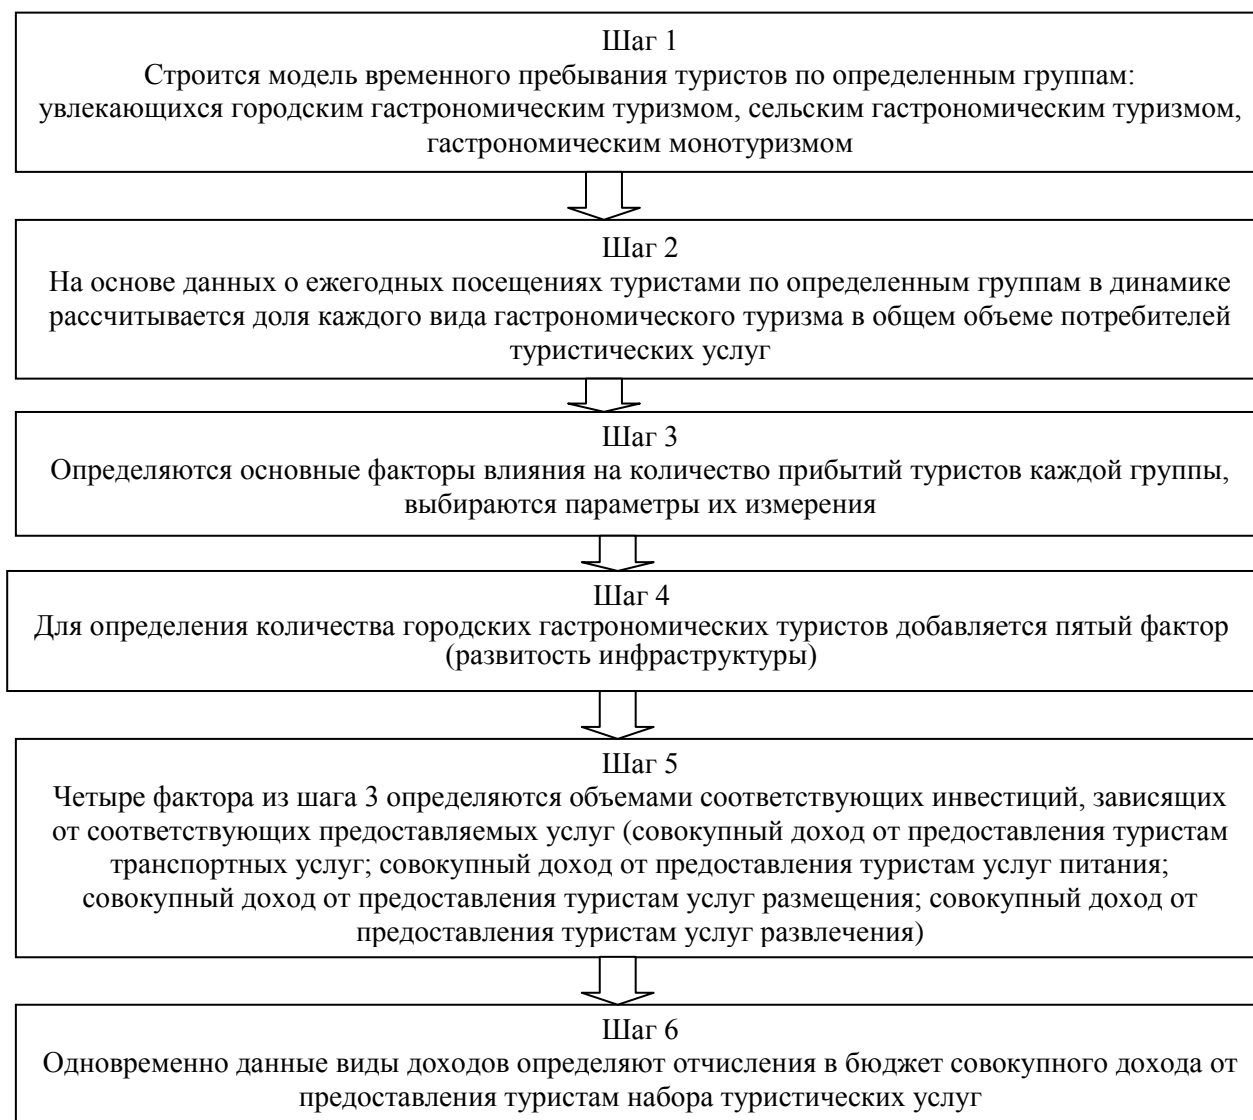 Шаг 1
Строится модель временного пребывания туристов по определенным группам:
увлекающихся городским гастрономическим туризмом, сельским гастрономическим туризмом,
гастрономическим монотуризмом
Шаг 2
На основе данных о ежегодных посещениях туристами по определенным группам в динамике
рассчитывается доля каждого вида гастрономического туризма в общем объеме потребителей
туристических услуг
Шаг 3
Определяются основные факторы влияния на количество прибытий туристов каждой группы,
выбираются параметры их измерения
Шаг 4
Для определения количества городских гастрономических туристов добавляется пятый фактор
(развитость инфраструктуры)
Шаг 5
Четыре фактора из шага 3 определяются объемами соответствующих инвестиций, зависящих
от соответствующих предоставляемых услуг (совокупный доход от предоставления туристам
транспортных услуг; совокупный доход от предоставления туристам услуг питания;
совокупный доход от предоставления туристам услуг размещения; совокупный доход от
предоставления туристам услуг развлечения)
Шаг 6
Одновременно данные виды доходов определяют отчисления в бюджет совокупного дохода от
предоставления туристам набора туристических услуг